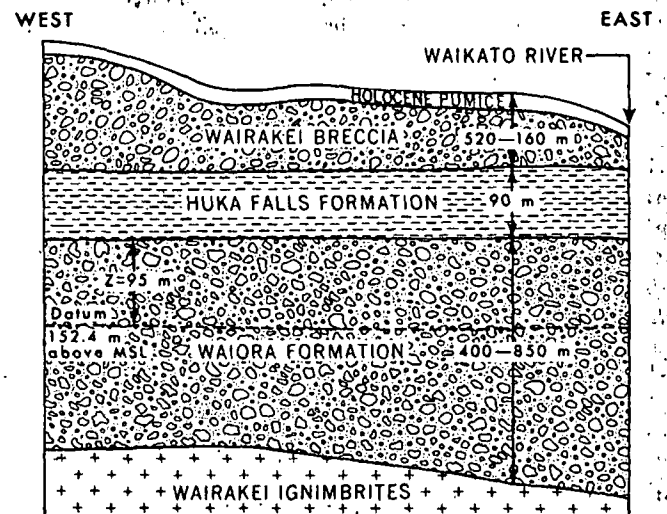 WEST
EAST
WAIKATO RIVER
HOLOCENE PUMICE
WAIRAKEI BRECCIA
520–160 m
HUKA FALLS FORMATION
90 m
Z=95 m
(Datum)
152.4 m
above MSL
WAIORA FORMATION
400–850 m
WAIRAKEI IGNIMBRITES